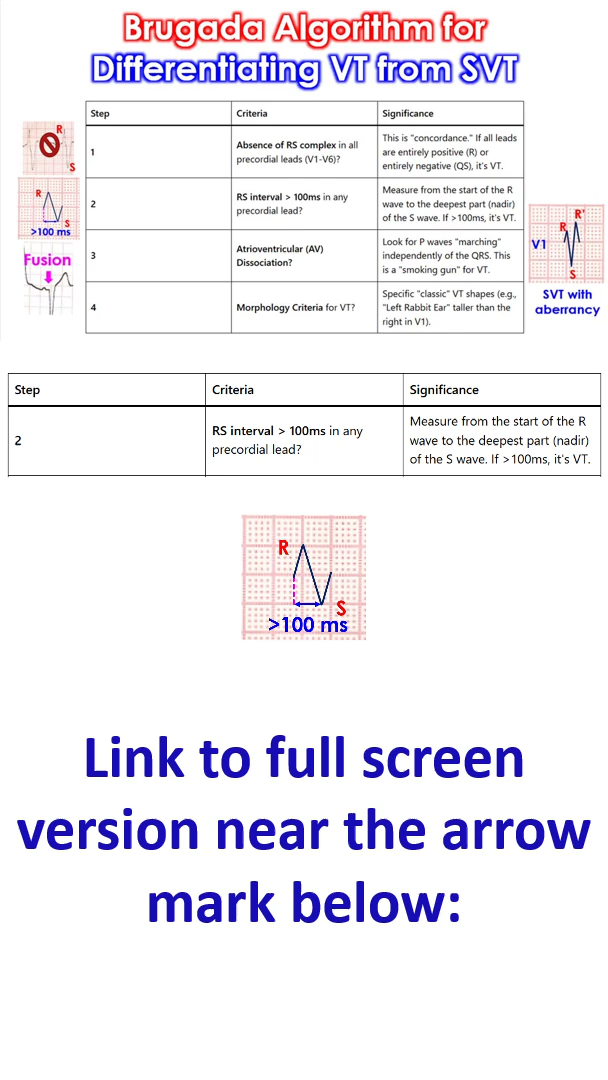 Brugada Algorithm for
Differentiating VT from SVT
Step Criteria Significance
1
Absence of RS complex in all
precordial leads (V1-V6)?
This is "concordance." If all leads
are entirely positive (R) or
entirely negative (QS), it's VT.
2
RS interval > 100ms in any
precordial lead?
Measure from the start of the R
wave to the deepest part (nadir)
of the S wave. If >100ms, it's VT.
3
Atrioventricular (AV)
Dissociation?
Look for P waves "marching"
independently of the QRS. This
is a "smoking gun" for VT.
4
Morphology Criteria for VT?
Specific "classic" VT shapes (e.g.,
"Left Rabbit Ear" taller than the
right in V1).
R
S
R
S
>100 ms
Fusion
R'
R
V1
S
SVT with
aberrancy
Step Criteria Significance
2
RS interval > 100ms in any
precordial lead?
Measure from the start of the R
wave to the deepest part (nadir)
of the S wave. If >100ms, it's VT.
R
S
>100 ms
Link to full screen
version near the arrow
mark below: